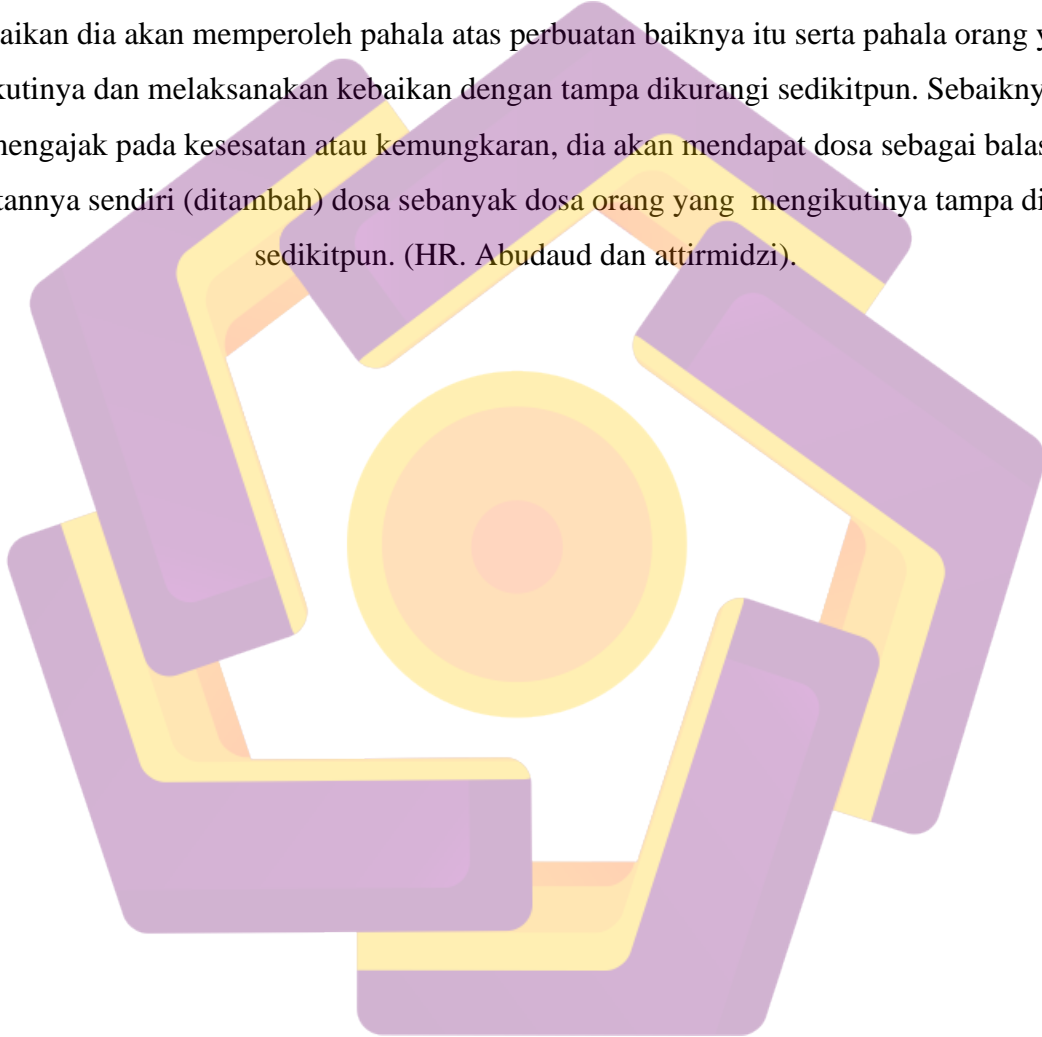 aikan dia akan memperoleh pahala atas perbuatan baiknya itu serta pahala orang y
kutinya dan melaksanakan kebaikan dengan tampa dikurangi sedikitpun. Sebaikny
nengajak pada kesesatan atau kemungkaran, dia akan mendapat dosa sebagai balas
tannya sendiri (ditambah) dosa sebanyak dosa orang yang mengikutinya tampa di
sedikitpun. (HR. Abudaud dan attirmidzi).